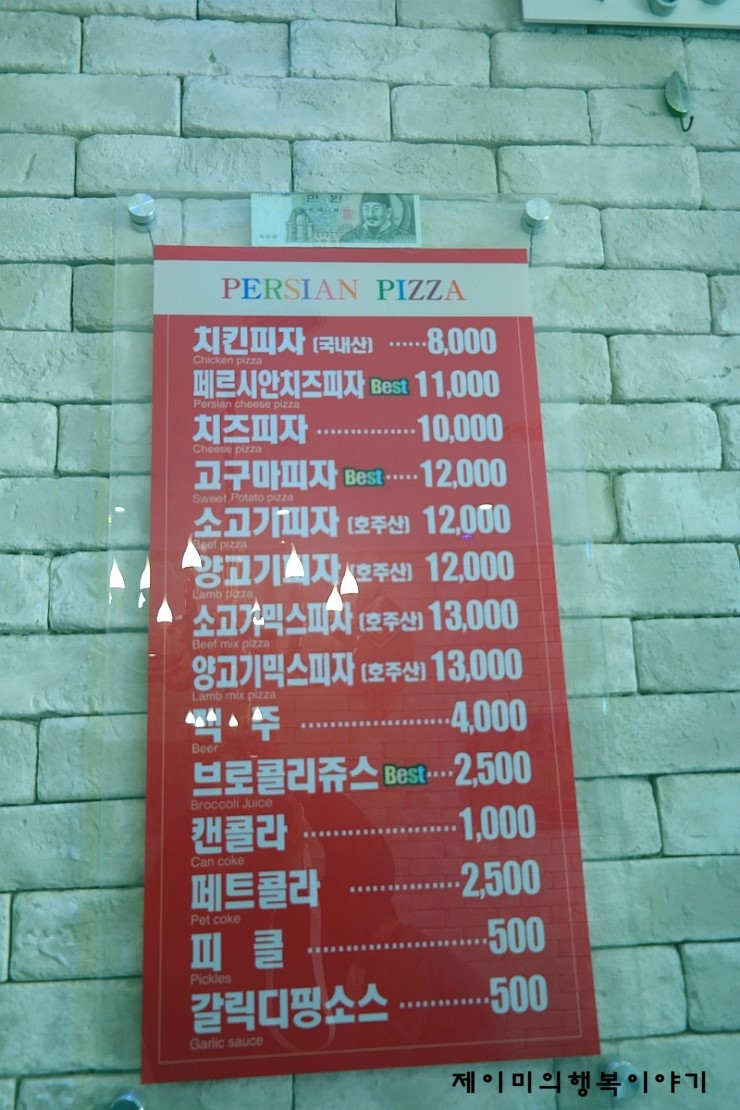 만 원
PERSIAN PIZZA
치킨피자 (국내산) ······8,000
Chicken pizza
페르시안치즈피자 Best 11,000
Persian cheese pizza
치즈피자 ···············10,000
Cheese pizza
고구마피자 Best ·····12,000
Sweet Potato pizza
소고기피자 (호주산) 12,000
Beef pizza
양고기피자 (호주산) 12,000
Lamb pizza
소고기믹스피자 (호주산) 13,000
Beef mix pizza
양고기믹스피자 (호주산) 13,000
Lamb mix pizza
맥 주 ······················4,000
Beer
브로콜리쥬스 Best ····2,500
Broccoli Juice
캔콜라 ······················1,000
Can coke
페트콜라 ···············2,500
Pet coke
피 클 ·························500
Pickles
갈릭디핑소스 ············500
Garlic sauce
제이미의행복이야기